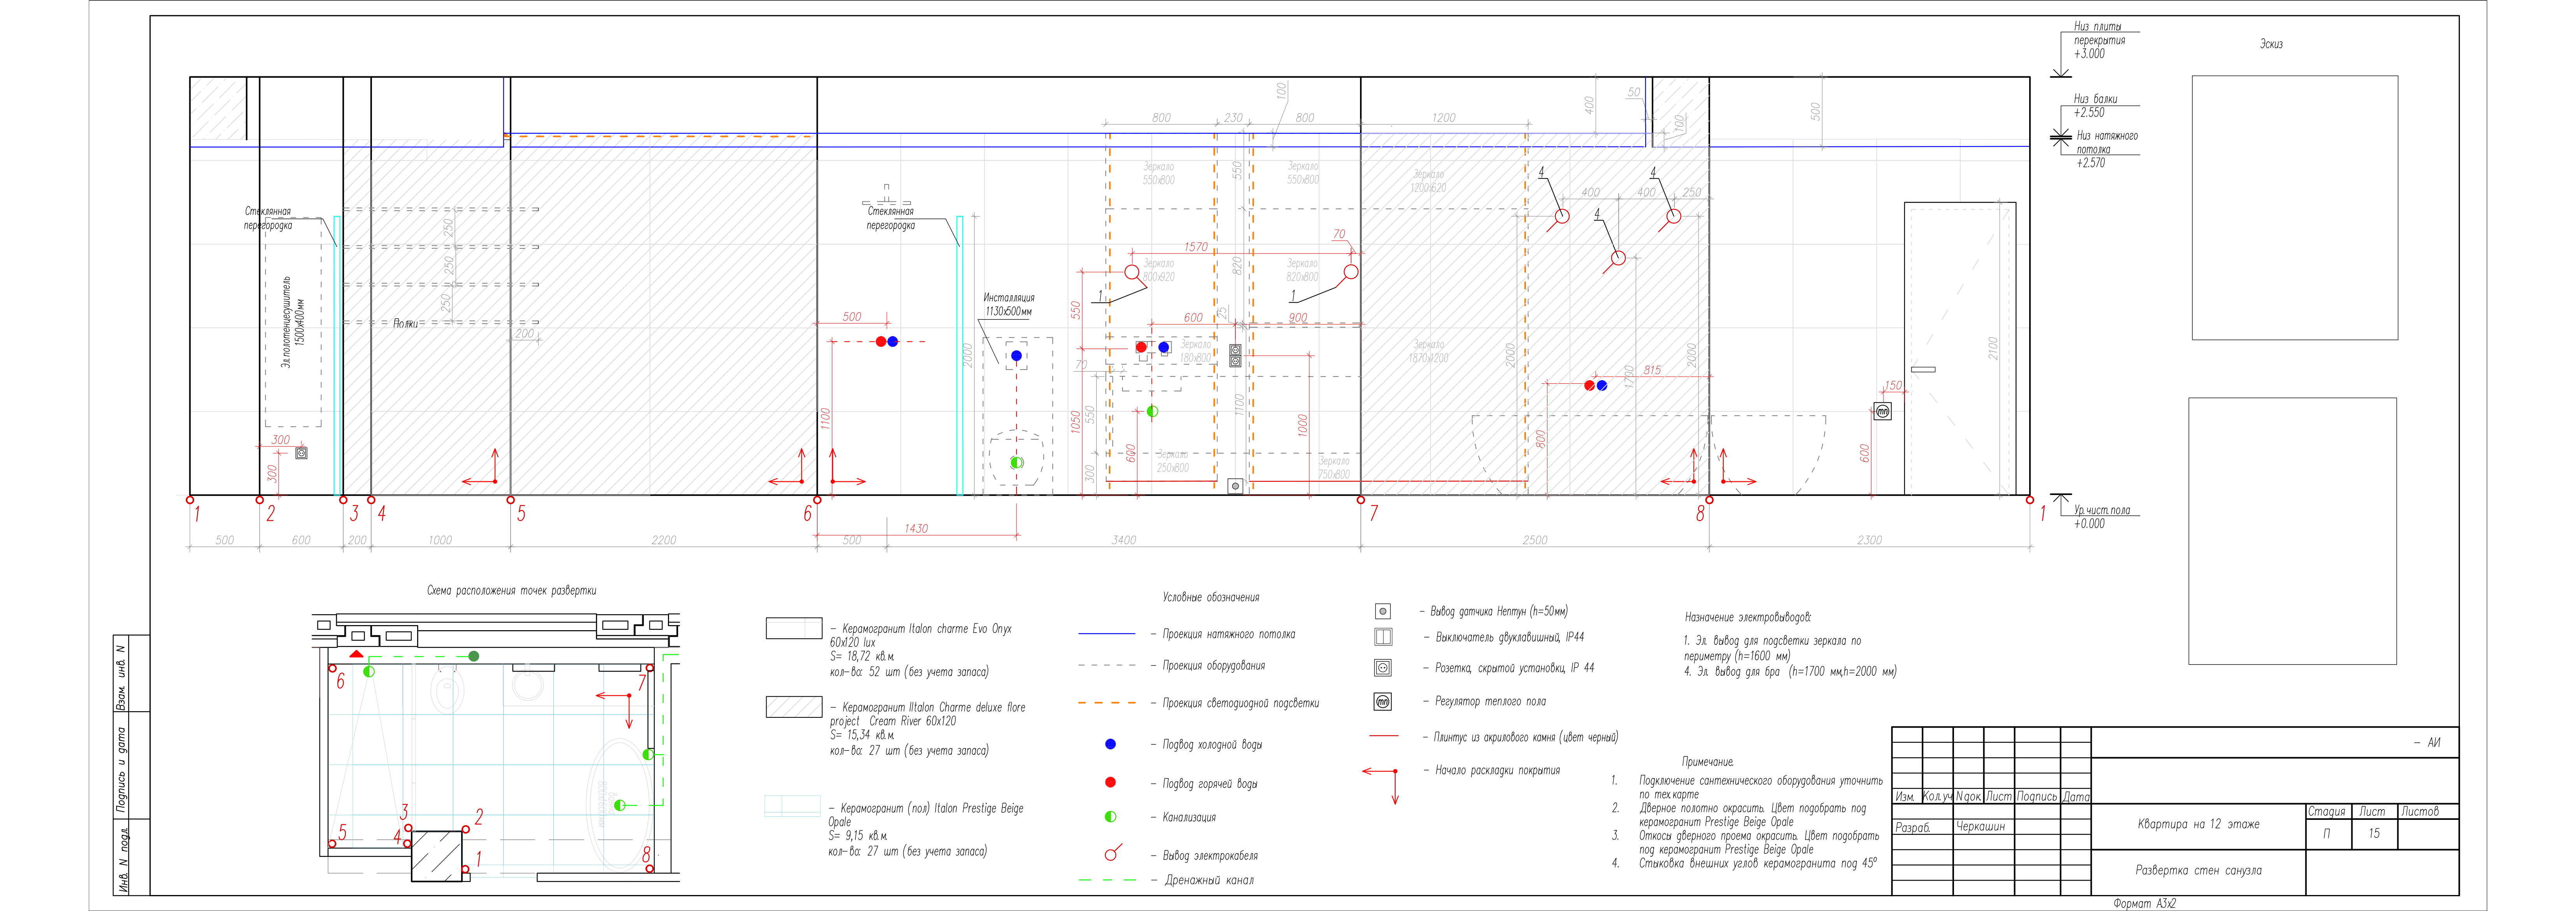 Низ плиты
перекрытия
+3.000
Эскиз
Низ балки
+2.550
Низ натяжного
потолка
+2.570
100
400
50
100
500
800
230
800
1200
Зеркало
550х800
550
Зеркало
550х800
Зеркало
1200х620
4
4
400
400
250
4
Стеклянная
перегородка
250
250
250
Стеклянная
перегородка
1570
70
Зеркало
800х920
820
Зеркало
820х800
1
1
Эл.полотенцесушитель
1500х400мм
Полки
200
500
Инсталляция
1130х500мм
2000
550
600
25
900
Зеркало
180х800
Зеркало
1870х1200
2000
1700
2000
815
2100
70
150
1100
1050
550
600
1100
1000
800
600
300
300
300
Зеркало
250х800
Зеркало
750х800
Ур.чист.пола
+0.000
1
2
3
4
5
6
7
8
1
1430
500
600
200
1000
2200
500
3400
2500
2300
Схема расположения точек развертки
6
7
3
2
5
4
1
8
- Керамогранит Italon charme Evo Onyx
60x120 lux
S= 18,72 кв.м.
кол-во: 52 шт (без учета запаса)
- Керамогранит IItalon Charme deluxe flore
project Cream River 60x120
S= 15,34 кв.м.
кол-во: 27 шт (без учета запаса)
- Керамогранит (пол) Italon Prestige Beige
Opale
S= 9,15 кв.м.
кол-во: 27 шт (без учета запаса)
Условные обозначения
- Проекция натяжного потолка
- Проекция оборудования
- Проекция светодиодной подсветки
- Подвод холодной воды
- Подвод горячей воды
- Канализация
- Вывод электрокабеля
- Дренажный канал
- Вывод датчика Нептун (h=50мм)
- Выключатель двуклавишный, IP44
- Розетка, скрытой установки, IP 44
- Регулятор теплого пола
- Плинтус из акрилового камня (цвет черный)
- Начало раскладки покрытия
Назначение электровыводов:
1. Эл. вывод для подсветки зеркала по
периметру (h=1600 мм)
4. Эл. вывод для бра (h=1700 мм,h=2000 мм)
Примечание.
1. Подключение сантехнического оборудования уточнить
по тех.карте
2. Дверное полотно окрасить. Цвет подобрать под
керамогранит Prestige Beige Opale
3. Откосы дверного проема окрасить. Цвет подобрать
под керамогранит Prestige Beige Opale
4. Стыковка внешних углов керамогранита под 45°
Взам. инв. N
Подпись и дата
Инв. N подл.
- АИ
Изм. Кол.уч N док. Лист Подпись Дата
Разраб. Черкашин
Квартира на 12 этаже
Стадия Лист Листов
П 15
Развертка стен санузла
Формат А3х2